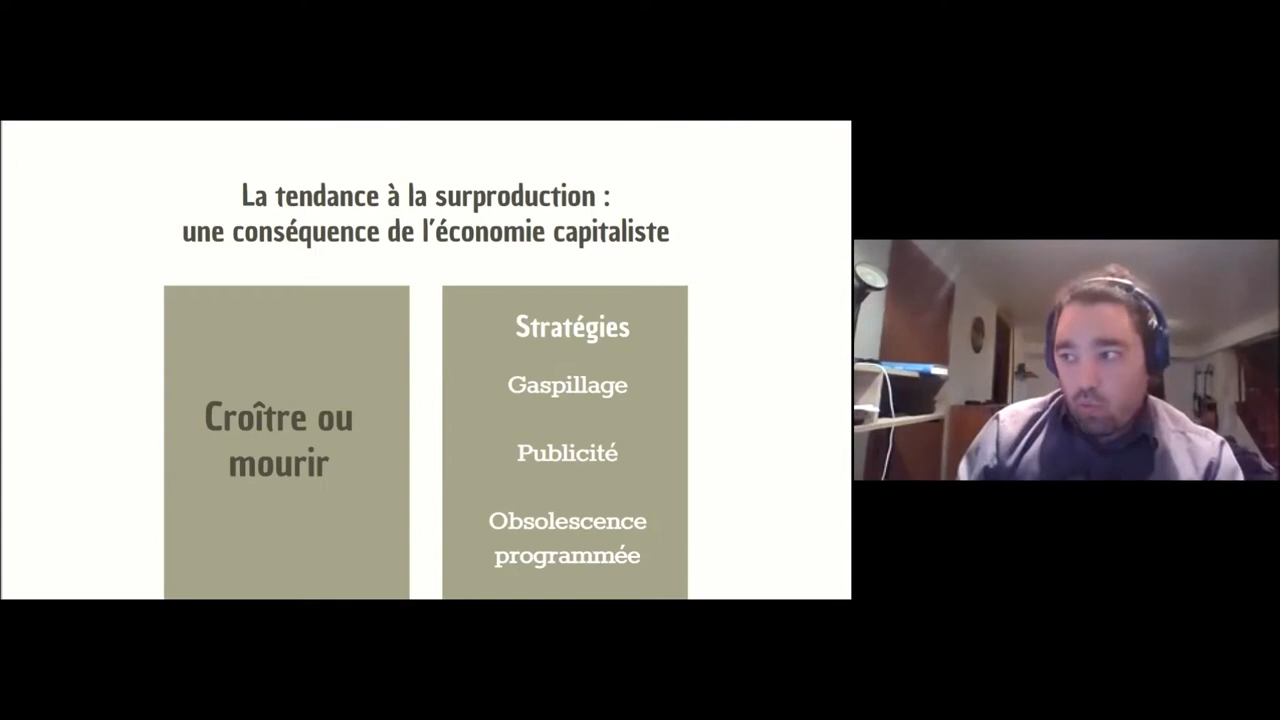 La tendance à la surproduction :
une conséquence de l'économie capitaliste
Croître ou
mourir
Stratégies
Gaspillage
Publicité
Obsolescence
programmée